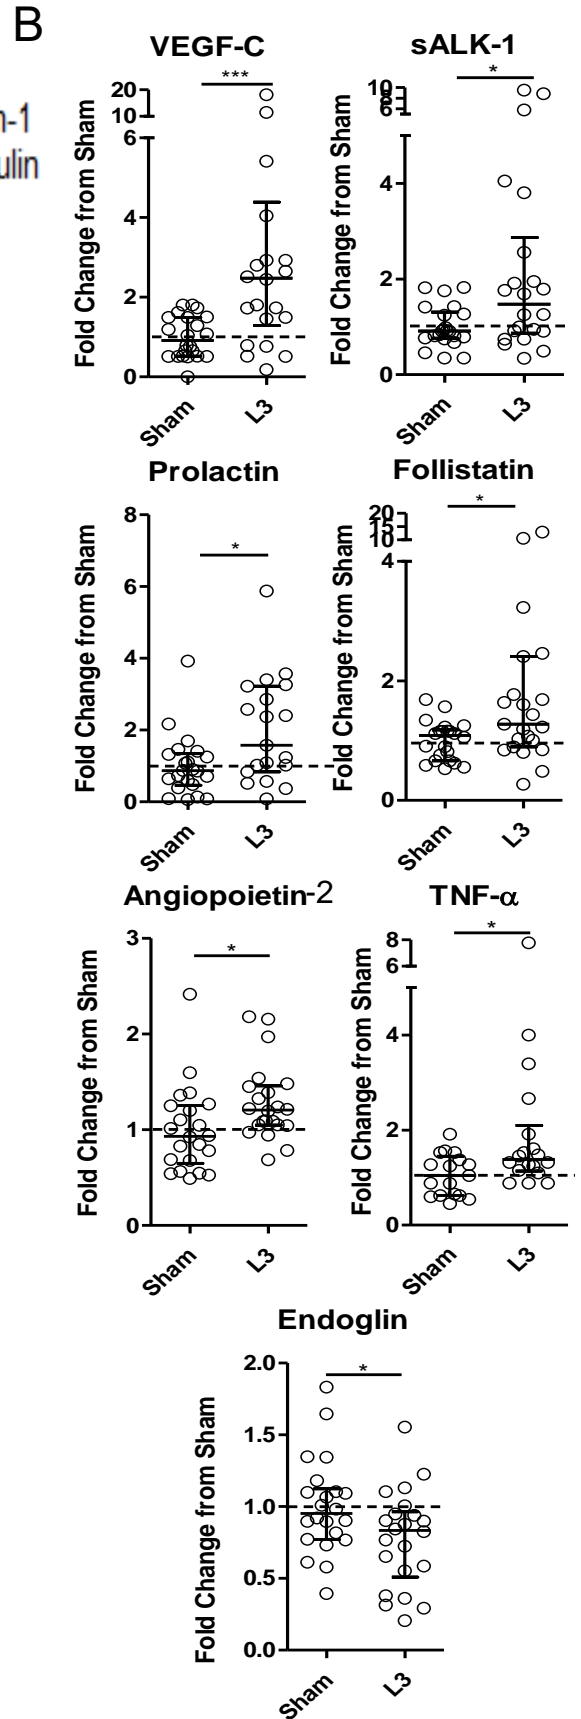 B
n-1
ulin
VEGF-C
sALK-1
***
*
20
10
6
4
2
0
Fold Change from Sham
Sham
L3
10
8
6
4
2
0
Fold Change from Sham
Sham
L3
Prolactin
Follistatin
*
*
8
6
4
2
0
Fold Change from Sham
Sham
L3
20
15
10
4
2
0
Fold Change from Sham
Sham
L3
Angiopoietin-2
TNF-α
*
*
3
2
1
0
Fold Change from Sham
Sham
L3
8
6
4
2
0
Fold Change from Sham
Sham
L3
Endoglin
*
2.0
1.5
1.0
0.5
0.0
Fold Change from Sham
Sham
L3